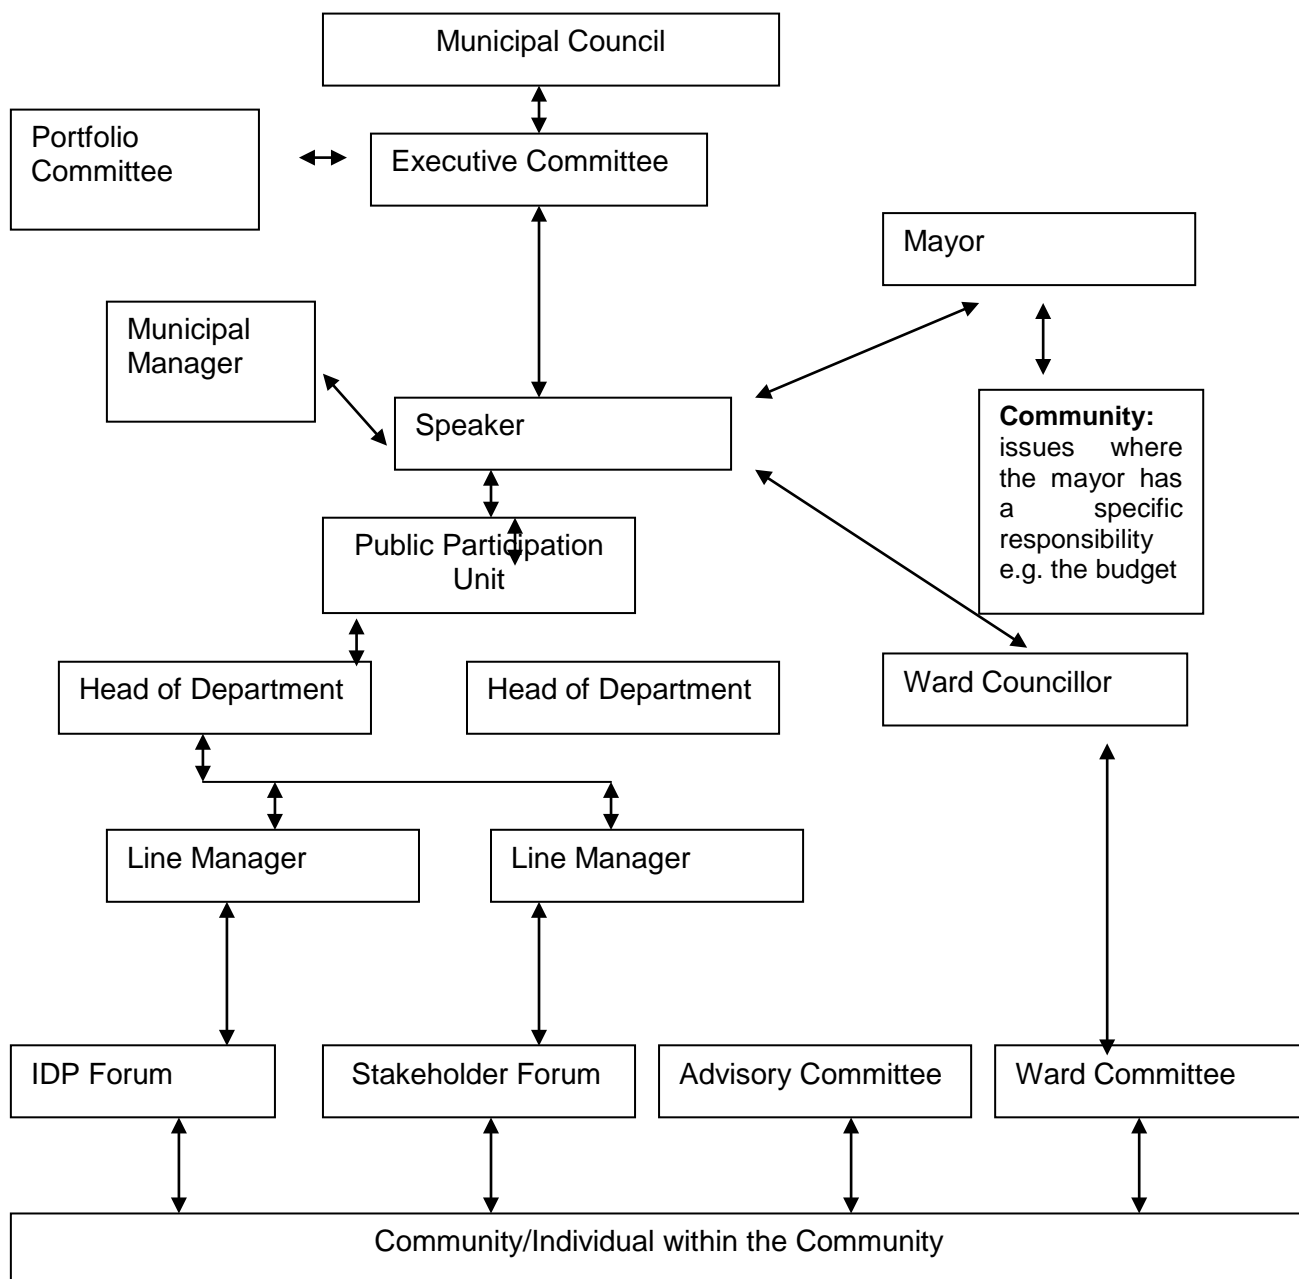 Municipal Council
Portfolio
Committee
Executive Committee
Mayor
Municipal
Manager
Speaker
Community:
issues where
the mayor has
a specific
responsibility
e.g. the budget
Public Participation
Unit
Head of Department
Head of Department
Ward Councillor
Line Manager
Line Manager
IDP Forum
Stakeholder Forum
Advisory Committee
Ward Committee
Community/Individual within the Community